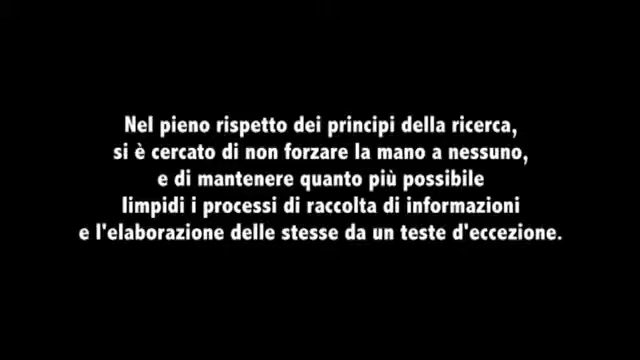 Nel pieno rispetto dei principi della ricerca,
si è cercato di non forzare la mano a nessuno,
e di mantenere quanto più possibile
limpidi i processi di raccolta di informazioni
e l'elaborazione delle stesse da un teste d'eccezione.